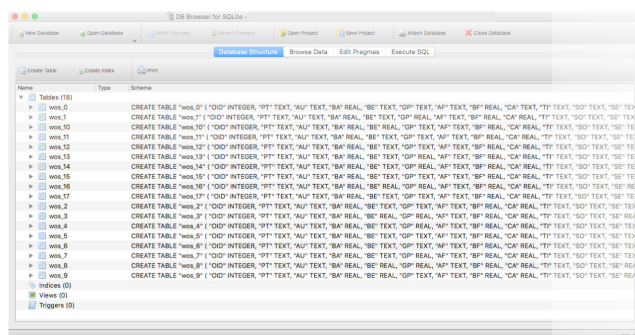 DB Browser for SQLite -
New Database Open Database Write Changes Revert Changes Open Project Save Project Attach Database Close Database
Database Structure Browse Data Edit Pragmas Execute SQL
Create Table Create Index Print
Name Type Schema
Tables (18)
wos_0 CREATE TABLE "wos_0" ( "OID" INTEGER, "PT" TEXT, "AU" TEXT, "BA" REAL, "BE" TEXT, "GP" TEXT, "AF" TEXT, "BF" REAL, "CA" TEXT, "TI" TEXT, "SO" TEXT, "SE" TEX
wos_1 CREATE TABLE "wos_1" ( "OID" INTEGER, "PT" TEXT, "AU" TEXT, "BA" REAL, "BE" TEXT, "GP" TEXT, "AF" TEXT, "BF" REAL, "CA" REAL, "TI" TEXT, "SO" TEXT, "SE" TEX
wos_10 CREATE TABLE "wos_10" ( "OID" INTEGER, "PT" TEXT, "AU" TEXT, "BA" REAL, "BE" REAL, "GP" TEXT, "AF" TEXT, "BF" REAL, "CA" REAL, "TI" TEXT, "SO" TEXT, "SE" TE
wos_11 CREATE TABLE "wos_11" ( "OID" INTEGER, "PT" TEXT, "AU" TEXT, "BA" REAL, "BE" TEXT, "GP" TEXT, "AF" TEXT, "BF" REAL, "CA" REAL, "TI" TEXT, "SO" TEXT, "SE" TE
wos_12 CREATE TABLE "wos_12" ( "OID" INTEGER, "PT" TEXT, "AU" TEXT, "BA" REAL, "BE" TEXT, "GP" TEXT, "AF" TEXT, "BF" REAL, "CA" REAL, "TI" TEXT, "SO" TEXT, "SE" TE
wos_13 CREATE TABLE "wos_13" ( "OID" INTEGER, "PT" TEXT, "AU" TEXT, "BA" REAL, "BE" TEXT, "GP" TEXT, "AF" TEXT, "BF" REAL, "CA" REAL, "TI" TEXT, "SO" TEXT, "SE" TE
wos_14 CREATE TABLE "wos_14" ( "OID" INTEGER, "PT" TEXT, "AU" TEXT, "BA" REAL, "BE" TEXT, "GP" TEXT, "AF" TEXT, "BF" REAL, "CA" REAL, "TI" TEXT, "SO" TEXT, "SE" TE
wos_15 CREATE TABLE "wos_15" ( "OID" INTEGER, "PT" TEXT, "AU" TEXT, "BA" REAL, "BE" TEXT, "GP" TEXT, "AF" TEXT, "BF" REAL, "CA" REAL, "TI" TEXT, "SO" TEXT, "SE" TE
wos_16 CREATE TABLE "wos_16" ( "OID" INTEGER, "PT" TEXT, "AU" TEXT, "BA" REAL, "BE" REAL, "GP" REAL, "AF" TEXT, "BF" REAL, "CA" REAL, "TI" TEXT, "SO" TEXT, "SE" RE
wos_17 CREATE TABLE "wos_17" ( "OID" INTEGER, "PT" TEXT, "AU" TEXT, "BA" REAL, "BE" TEXT, "GP" TEXT, "AF" TEXT, "BF" REAL, "CA" REAL, "TI" TEXT, "SO" TEXT, "SE" TE
wos_2 CREATE TABLE "wos_2" ( "OID" INTEGER, "PT" TEXT, "AU" TEXT, "BA" REAL, "BE" TEXT, "GP" TEXT, "AF" TEXT, "BF" REAL, "CA" REAL, "TI" TEXT, "SO" TEXT, "SE" TEX
wos_3 CREATE TABLE "wos_3" ( "OID" INTEGER, "PT" TEXT, "AU" TEXT, "BA" REAL, "BE" REAL, "GP" REAL, "AF" TEXT, "BF" REAL, "CA" REAL, "TI" TEXT, "SO" TEXT, "SE" REA
wos_4 CREATE TABLE "wos_4" ( "OID" INTEGER, "PT" TEXT, "AU" TEXT, "BA" REAL, "BE" TEXT, "GP" TEXT, "AF" TEXT, "BF" REAL, "CA" REAL, "TI" TEXT, "SO" TEXT, "SE" TEX
wos_5 CREATE TABLE "wos_5" ( "OID" INTEGER, "PT" TEXT, "AU" TEXT, "BA" REAL, "BE" TEXT, "GP" TEXT, "AF" TEXT, "BF" REAL, "CA" REAL, "TI" TEXT, "SO" TEXT, "SE" TEX
wos_6 CREATE TABLE "wos_6" ( "OID" INTEGER, "PT" TEXT, "AU" TEXT, "BA" REAL, "BE" TEXT, "GP" TEXT, "AF" TEXT, "BF" REAL, "CA" REAL, "TI" TEXT, "SO" TEXT, "SE" TEX
wos_7 CREATE TABLE "wos_7" ( "OID" INTEGER, "PT" TEXT, "AU" TEXT, "BA" REAL, "BE" TEXT, "GP" TEXT, "AF" TEXT, "BF" REAL, "CA" REAL, "TI" TEXT, "SO" TEXT, "SE" TEX
wos_8 CREATE TABLE "wos_8" ( "OID" INTEGER, "PT" TEXT, "AU" TEXT, "BA" REAL, "BE" REAL, "GP" REAL, "AF" TEXT, "BF" REAL, "CA" REAL, "TI" TEXT, "SO" TEXT, "SE" REA
wos_9 CREATE TABLE "wos_9" ( "OID" INTEGER, "PT" TEXT, "AU" TEXT, "BA" REAL, "BE" REAL, "GP" REAL, "AF" TEXT, "BF" REAL, "CA" REAL, "TI" TEXT, "SO" TEXT, "SE" REA
Indices (0)
Views (0)
Triggers (0)